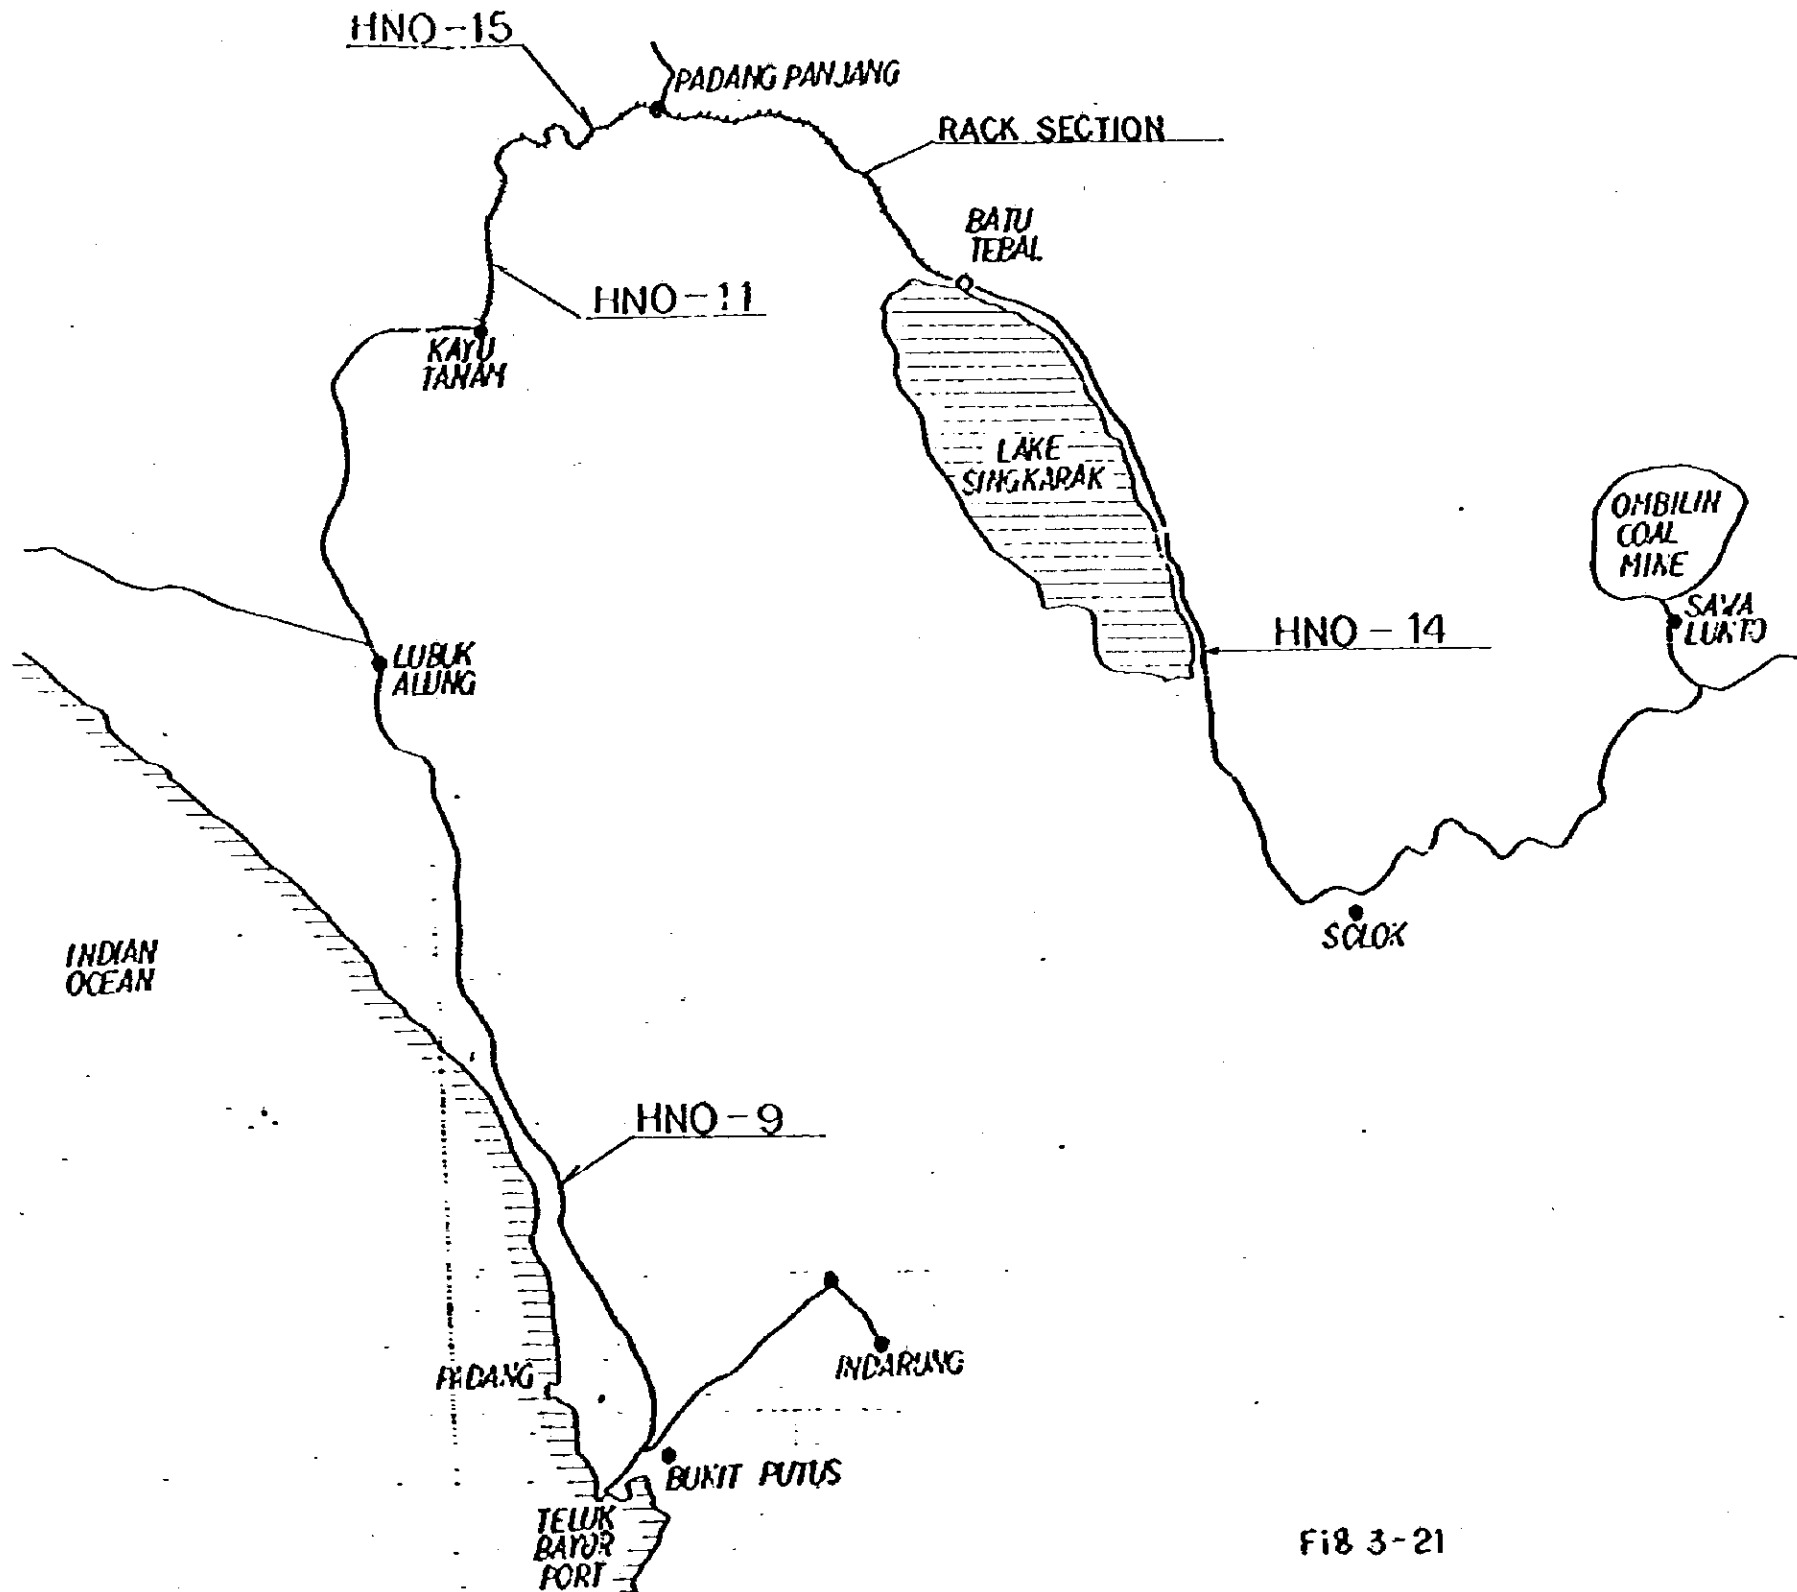 HNO-15
PADANG PANJANG
RACK SECTION
BATU
TEBAL
HNO-11
KAYU
TANAM
LAKE
SINGKARAK
OMBILIN
COAL
MINE
SAWA
LUNTO
HNO-14
LUBUK
ALUNG
SOLOK
INDIAN
OCEAN
HNO-9
INDARUNG
PADANG
BUKIT PUTUS
TELUK
BAYUR
PORT
Fig 3-21